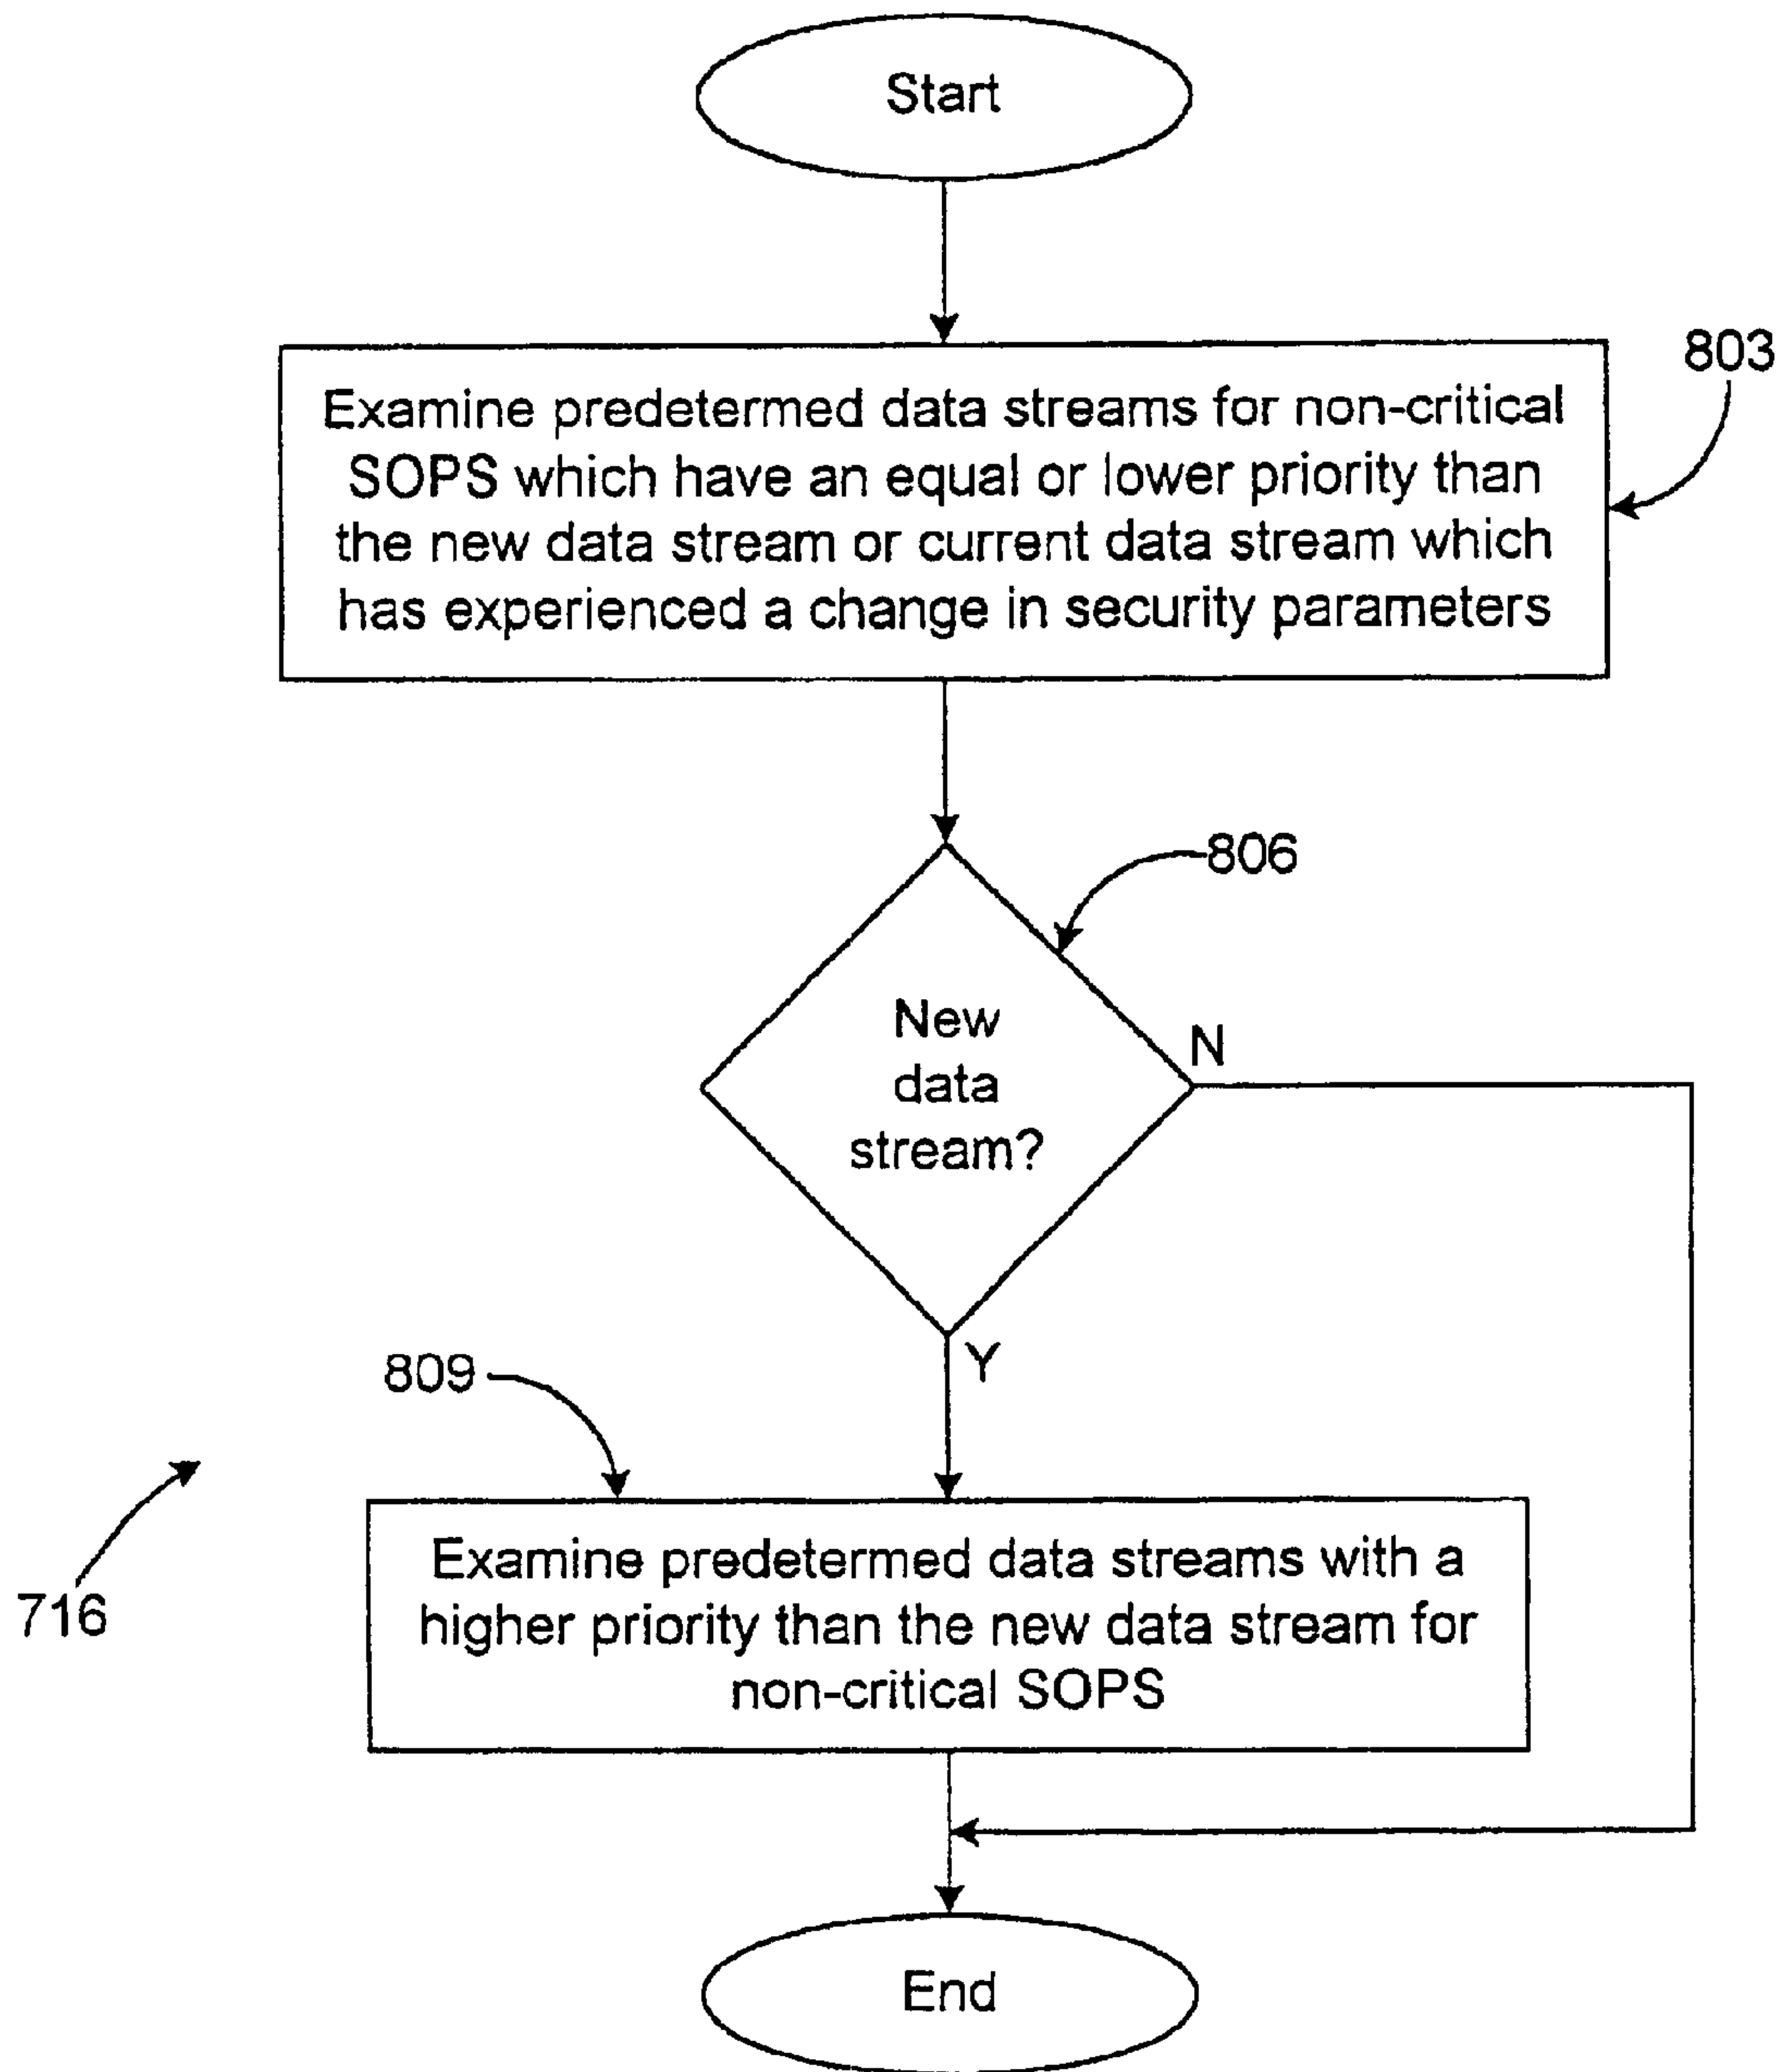 Start
803
Examine predetermed data streams for non-critical
SOPS which have an equal or lower priority than
the new data stream or current data stream which
has experienced a change in security parameters
806
New
data
stream?
N
Y
809
Examine predetermed data streams with a
higher priority than the new data stream for
non-critical SOPS
716
End